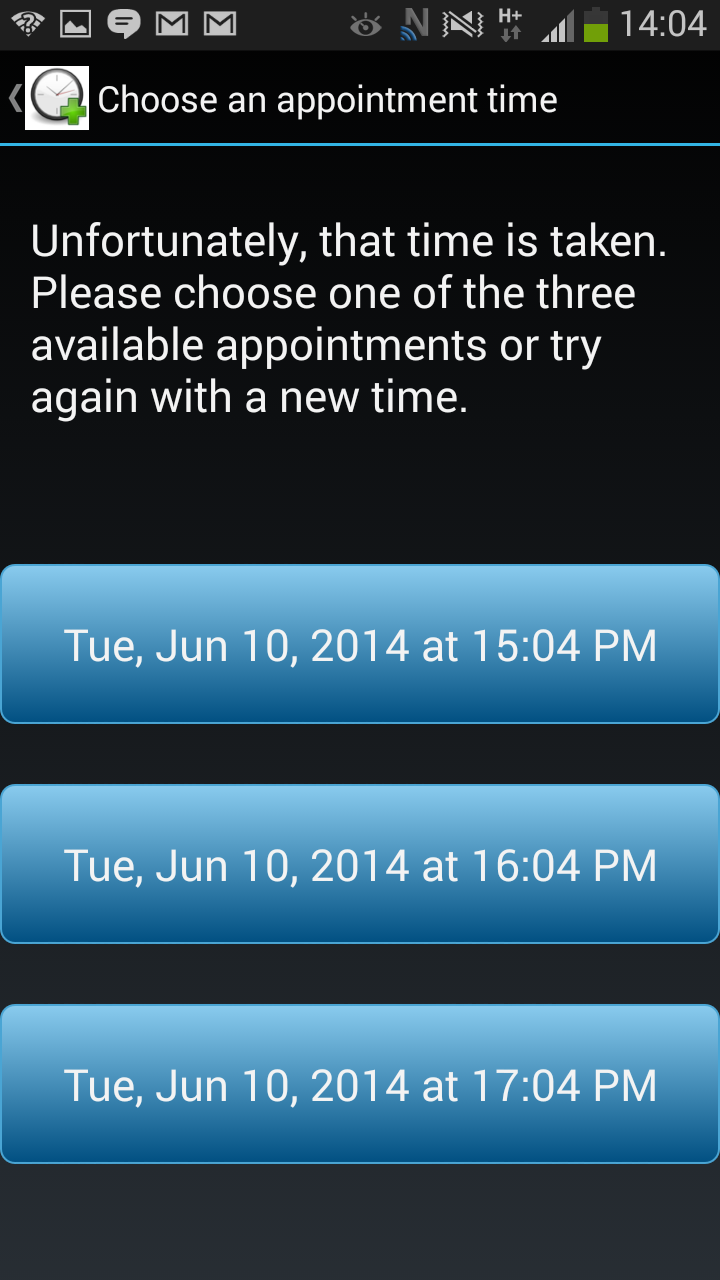 H+
14:04
Choose an appointment time
Unfortunately, that time is taken.
Please choose one of the three
available appointments or try
again with a new time.
Tue, Jun 10, 2014 at 15:04 PM
Tue, Jun 10, 2014 at 16:04 PM
Tue, Jun 10, 2014 at 17:04 PM